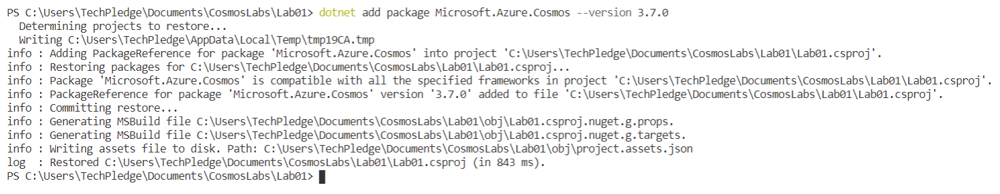 PS C:\Users\TechPledge\Documents\CosmosLabs\Lab01> dotnet add package Microsoft.Azure.Cosmos --version 3.7.0
  Determining projects to restore...
  Writing C:\Users\TechPledge\AppData\Local\Temp\tmp19CA.tmp
info : Adding PackageReference for package 'Microsoft.Azure.Cosmos' into project 'C:\Users\TechPledge\Documents\CosmosLabs\Lab01\Lab01.csproj'.
info : Restoring packages for C:\Users\TechPledge\Documents\CosmosLabs\Lab01\Lab01.csproj...
info : Package 'Microsoft.Azure.Cosmos' is compatible with all the specified frameworks in project 'C:\Users\TechPledge\Documents\CosmosLabs\Lab01\Lab01.csproj'.
info : PackageReference for package 'Microsoft.Azure.Cosmos' version '3.7.0' added to file 'C:\Users\TechPledge\Documents\CosmosLabs\Lab01\Lab01.csproj'.
info : Committing restore...
info : Generating MSBuild file C:\Users\TechPledge\Documents\CosmosLabs\Lab01\obj\Lab01.csproj.nuget.g.props.
info : Generating MSBuild file C:\Users\TechPledge\Documents\CosmosLabs\Lab01\obj\Lab01.csproj.nuget.g.targets.
info : Writing assets file to disk. Path: C:\Users\TechPledge\Documents\CosmosLabs\Lab01\obj\project.assets.json
log  : Restored C:\Users\TechPledge\Documents\CosmosLabs\Lab01\Lab01.csproj (in 843 ms).
PS C:\Users\TechPledge\Documents\CosmosLabs\Lab01>